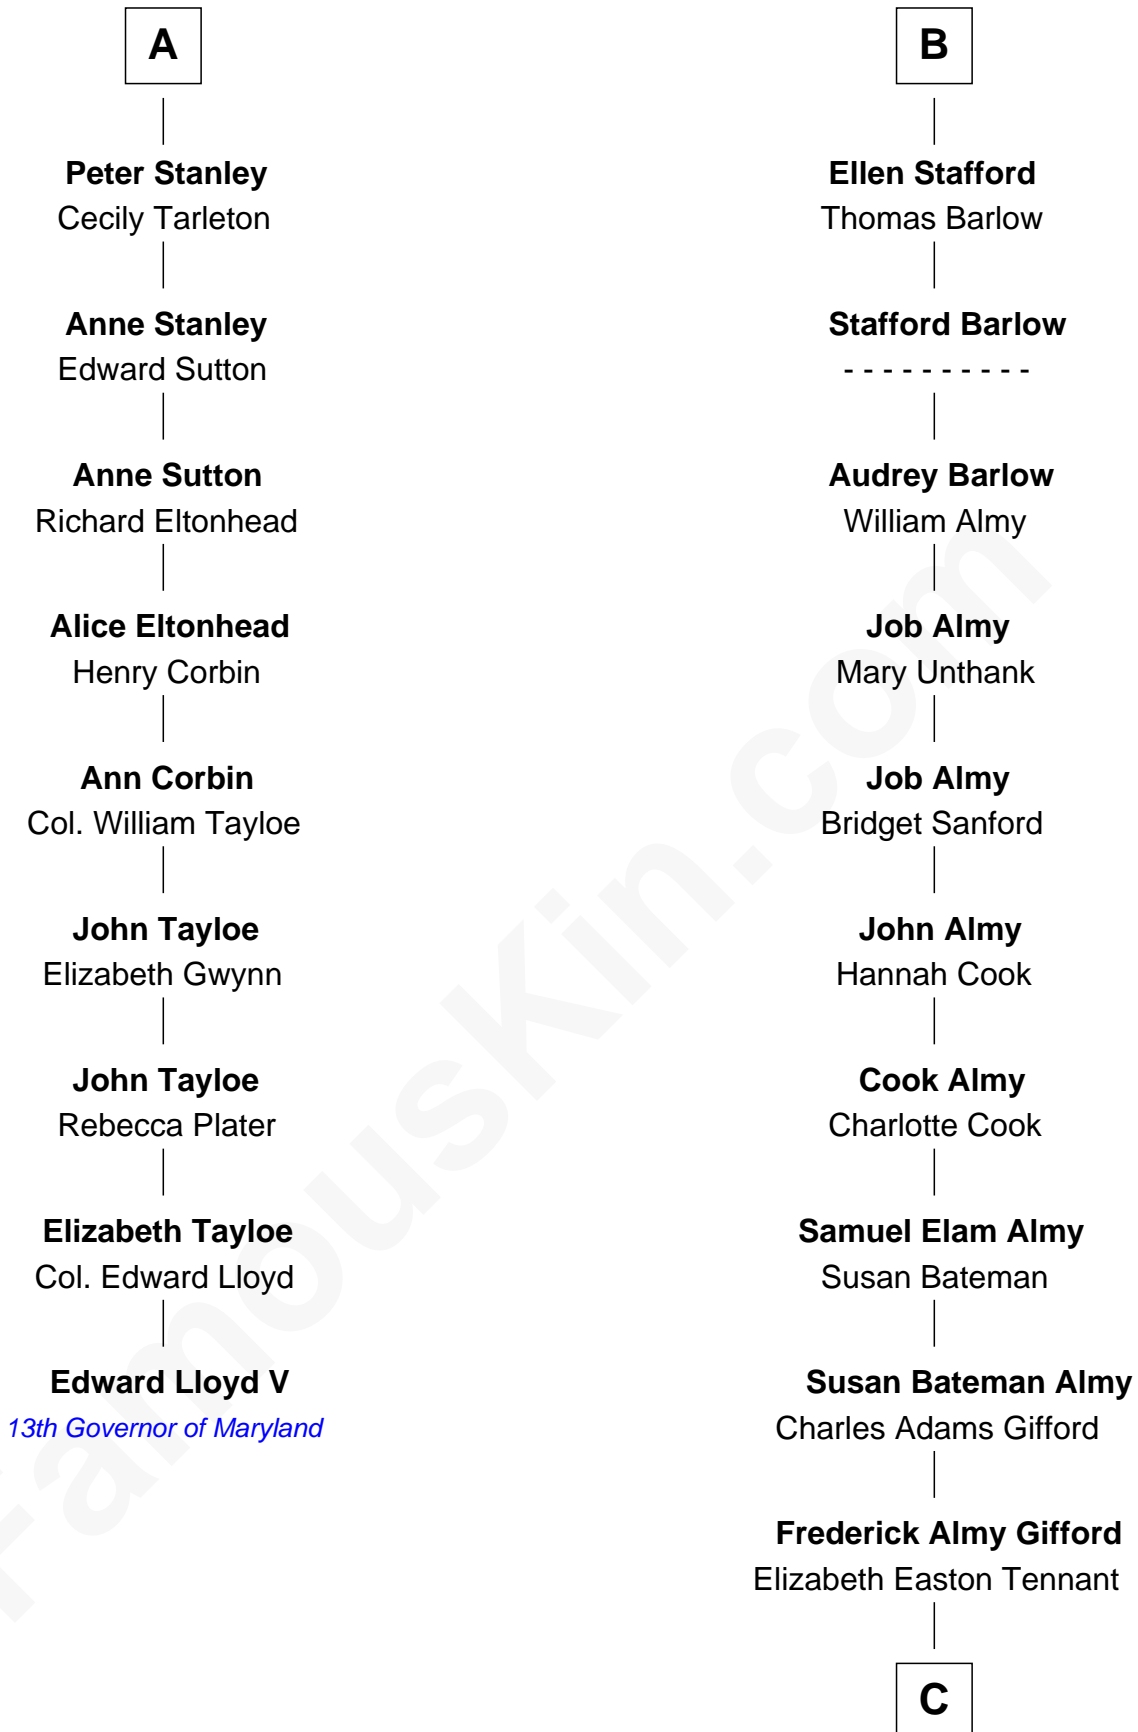 A
Peter Stanley
Cecily Tarleton
Anne Stanley
Edward Sutton
Anne Sutton
Richard Eltonhead
Alice Eltonhead
Henry Corbin
Ann Corbin
Col. William Tayloe
John Tayloe
Elizabeth Gwynn
John Tayloe
Rebecca Plater
Elizabeth Tayloe
Col. Edward Lloyd
Edward Lloyd V
13th Governor of Maryland
B
Ellen Stafford
Thomas Barlow
Stafford Barlow
- - - - - - - - - -
Audrey Barlow
William Almy
Job Almy
Mary Unthank
Job Almy
Bridget Sanford
John Almy
Hannah Cook
Cook Almy
Charlotte Cook
Samuel Elam Almy
Susan Bateman
Susan Bateman Almy
Charles Adams Gifford
Frederick Almy Gifford
Elizabeth Easton Tennant
C
FamousKin.com